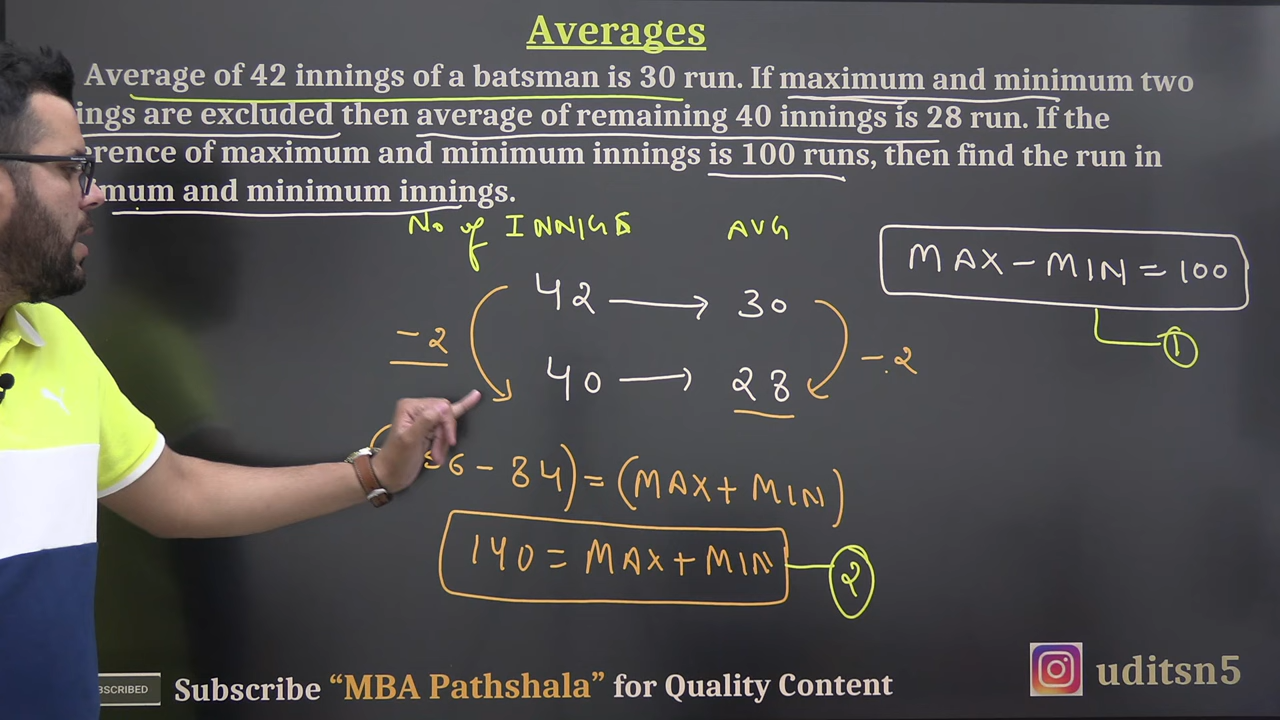 Averages
Average of 42 innings of a batsman is 30 run. If maximum and minimum two
ings are excluded then average of remaining 40 innings is 28 run. If the
erence of maximum and minimum innings is 100 runs, then find the run in
mum and minimum innings.
No of INNIGS AVG
MAX - MIN = 100
42 → 30
1
-2
-2
40 → 28
6 - 84) = (MAX + MIN)
140 = MAX + MIN
2
SCRIBED
Subscribe “MBA Pathshala” for Quality Content
uditsn5